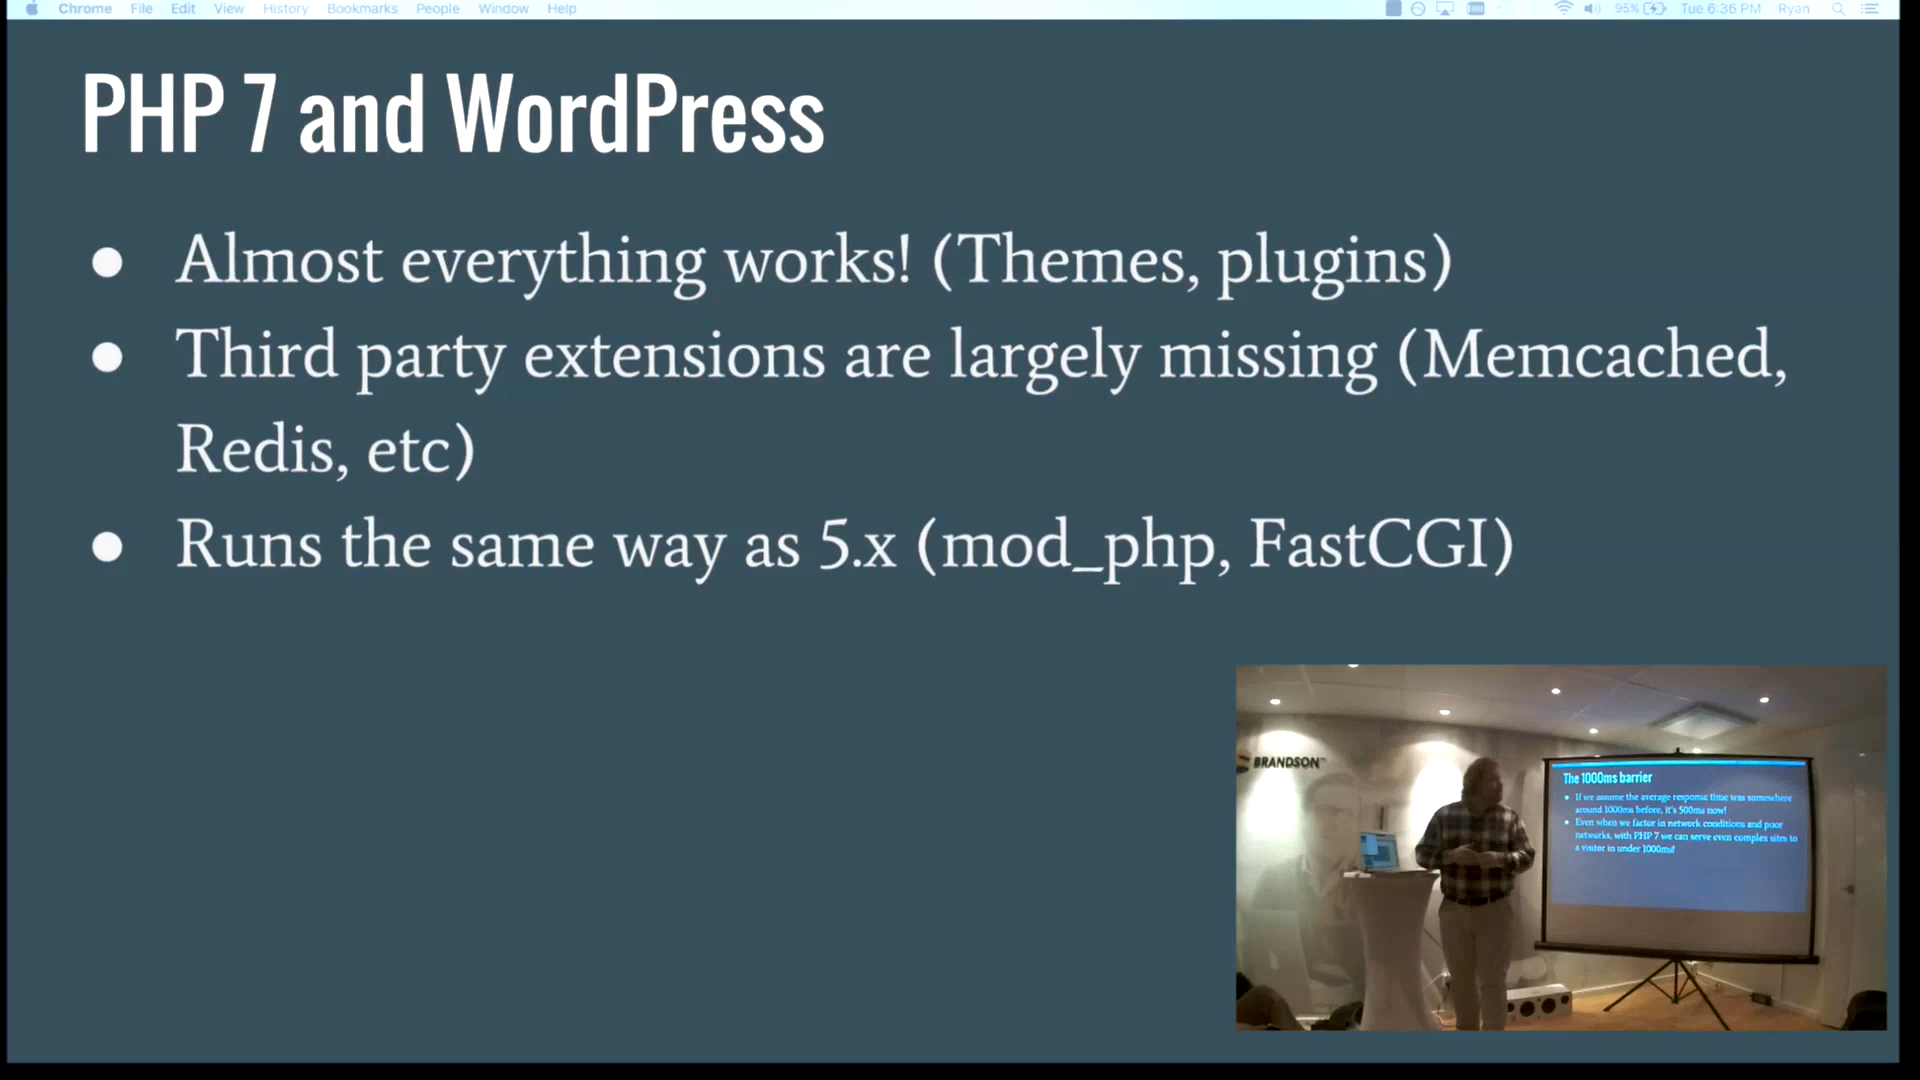 Chrome File Edit View History Bookmarks People Window Help
95% Tue 6:36 PM Ryan
PHP 7 and WordPress
● Almost everything works! (Themes, plugins)
● Third party extensions are largely missing (Memcached,
Redis, etc)
● Runs the same way as 5.x (mod_php, FastCGI)
BRANDSON™
The 1000ms barrier
● If we assume the average response time was somewhere
around 1000ms before, it's 500ms now!
● Even when we factor in network conditions and poor
networks, with PHP 7 we can serve even complex sites to
a visitor in under 1000ms!